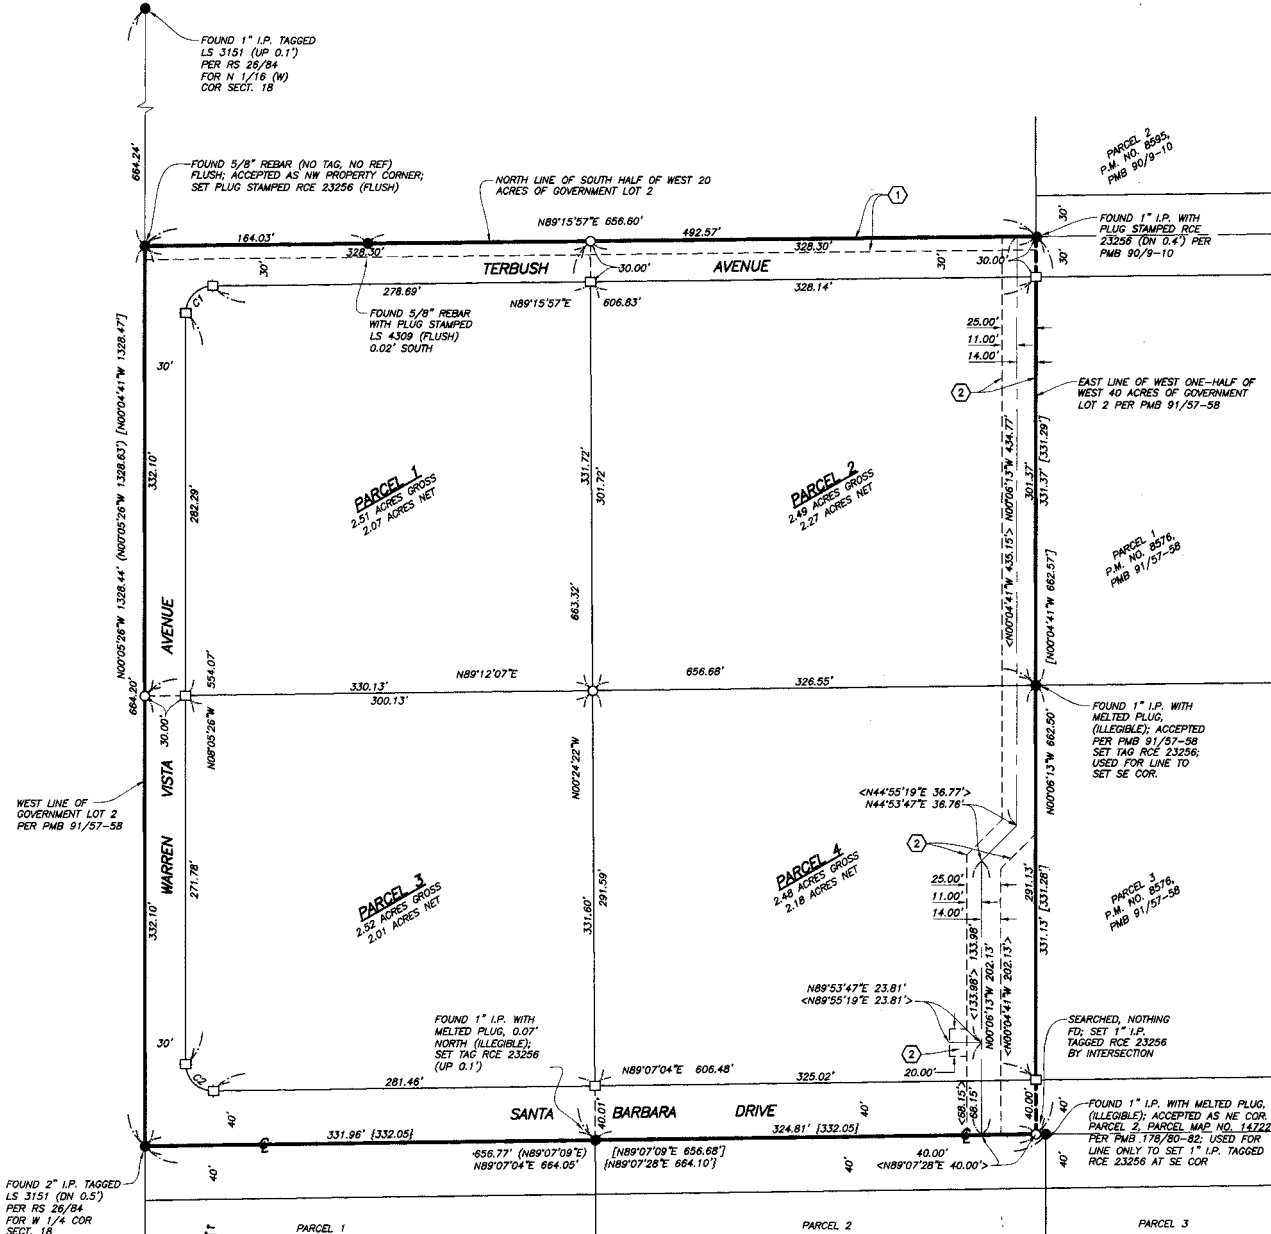 FOUND 1" I.P. TAGGED
LS 3151 (UP 0.1')
PER RS 26/84
FOR N 1/16 (W)
COR SECT. 18
664.24'
FOUND 5/8" REBAR (NO TAG, NO REF)
FLUSH; ACCEPTED AS NW PROPERTY CORNER;
SET PLUG STAMPED RCE 23256 (FLUSH)
NORTH LINE OF SOUTH HALF OF WEST 20
ACRES OF GOVERNMENT LOT 2
1
PARCEL 2
P.M. NO. 8595,
PMB 90/9-10
30'
FOUND 1" I.P. WITH
PLUG STAMPED RCE
23256 (DN 0.4') PER
PMB 90/9-10
30'
N89°15'57"E 656.60'
164.03'
492.57'
328.30'
328.30'
30'
TERBUSH AVENUE
30.00'
30'
30.00'
278.69'
N89°15'57"E 606.83'
328.14'
C1
FOUND 5/8" REBAR
WITH PLUG STAMPED
LS 4309 (FLUSH)
0.02' SOUTH
30'
25.00'
11.00'
14.00'
2
EAST LINE OF WEST ONE-HALF OF
WEST 40 ACRES OF GOVERNMENT
LOT 2 PER PMB 91/57-58
N00°05'26"W 1328.44' (N00°05'26"W 1328.63') [N00°04'41"W 1328.47']
332.10'
282.29'
PARCEL 1
2.51 ACRES GROSS
2.07 ACRES NET
331.72'
301.72'
PARCEL 2
2.49 ACRES GROSS
2.27 ACRES NET
<N00°04'41"W 435.15'> N00°06'13"W 434.77'
301.37'
331.37' [331.29']
[N00°04'41"W 662.57']
PARCEL 1
P.M. NO. 8576,
PMB 91/57-58
663.32'
664.20'
30.00'
N08°05'26"W 554.07'
330.13'
300.13'
N89°12'07"E
656.68'
326.55'
FOUND 1" I.P. WITH
MELTED PLUG,
(ILLEGIBLE); ACCEPTED
PER PMB 91/57-58
SET TAG RCE 23256;
USED FOR LINE TO
SET SE COR.
N00°24'22"W
N00°06'13"W 662.50'
WEST LINE OF
GOVERNMENT LOT 2
PER PMB 91/57-58
WARREN VISTA AVENUE
<N44°55'19"E 36.77'>
N44°53'47"E 36.76'
2
332.10'
271.78'
PARCEL 3
2.52 ACRES GROSS
2.01 ACRES NET
331.60'
291.59'
PARCEL 4
2.48 ACRES GROSS
2.18 ACRES NET
25.00'
11.00'
14.00'
291.13'
331.13' [331.28']
PARCEL 3
P.M. NO. 8576,
PMB 91/57-58
<133.98'> 133.98'
N00°06'13"W 202.13'
<N00°04'41"W 202.13'>
N89°53'47"E 23.81'
<N89°55'19"E 23.81'>
2
20.00'
<68.15'>
68.15'
SEARCHED, NOTHING
FD; SET 1" I.P.
TAGGED RCE 23256
BY INTERSECTION
FOUND 1" I.P. WITH
MELTED PLUG, 0.07'
NORTH (ILLEGIBLE);
SET TAG RCE 23256
(UP 0.1')
30'
C2
281.46'
N89°07'04"E 606.48'
325.02'
40'
SANTA BARBARA DRIVE
40.01'
40'
40.00'
40'
FOUND 1" I.P. WITH MELTED PLUG,
(ILLEGIBLE); ACCEPTED AS NE COR.
PARCEL 2, PARCEL MAP NO. 14722
PER PMB 178/80-82; USED FOR
LINE ONLY TO SET 1" I.P. TAGGED
RCE 23256 AT SE COR
331.96' {332.05}
324.81' {332.05}
656.77' (N89°07'09"E) [N89°07'09"E 656.68']
N89°07'04"E 664.05' {N89°07'28"E 664.10'}
40.00'
<N89°07'28"E 40.00'>
40'
40'
40'
FOUND 2" I.P. TAGGED
LS 3151 (DN 0.5')
PER RS 26/84
FOR W 1/4 COR
SECT. 18
PARCEL 1
PARCEL 2
PARCEL 3